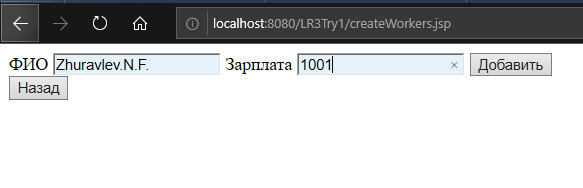 localhost:8080/LR3Try1/createWorkers.jsp
ФИО Zhuravlev.N.F. Зарплата 1001 × Добавить
Назад